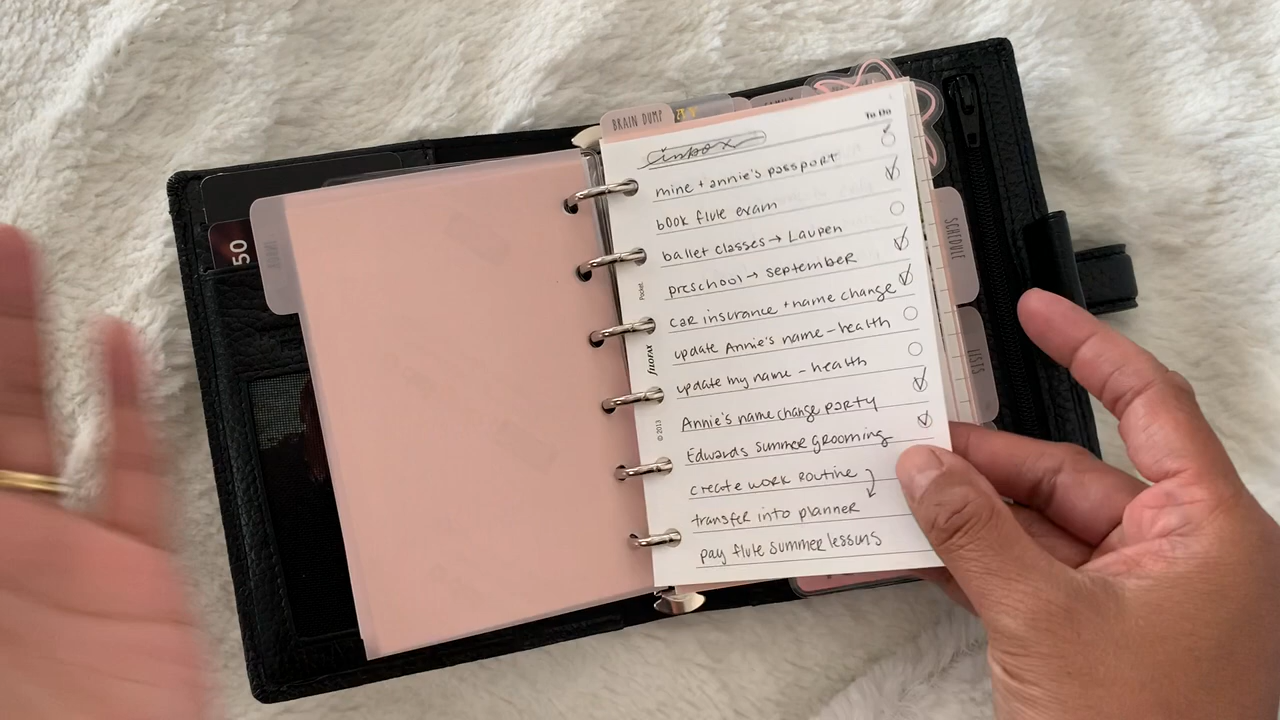 BRAIN DUMP
To Do
inbox
mine + annie's passport
book flute exam
ballet classes → Lauren
preschool → september
car insurance + name change
update Annie's name - health
update my name - health
Annie's name change party
Edwards summer grooming
create work routine
transfer into planner
pay flute summer lessons
Pocket.
FILOFAX
© 2013
SCHEDULE
LISTS
50